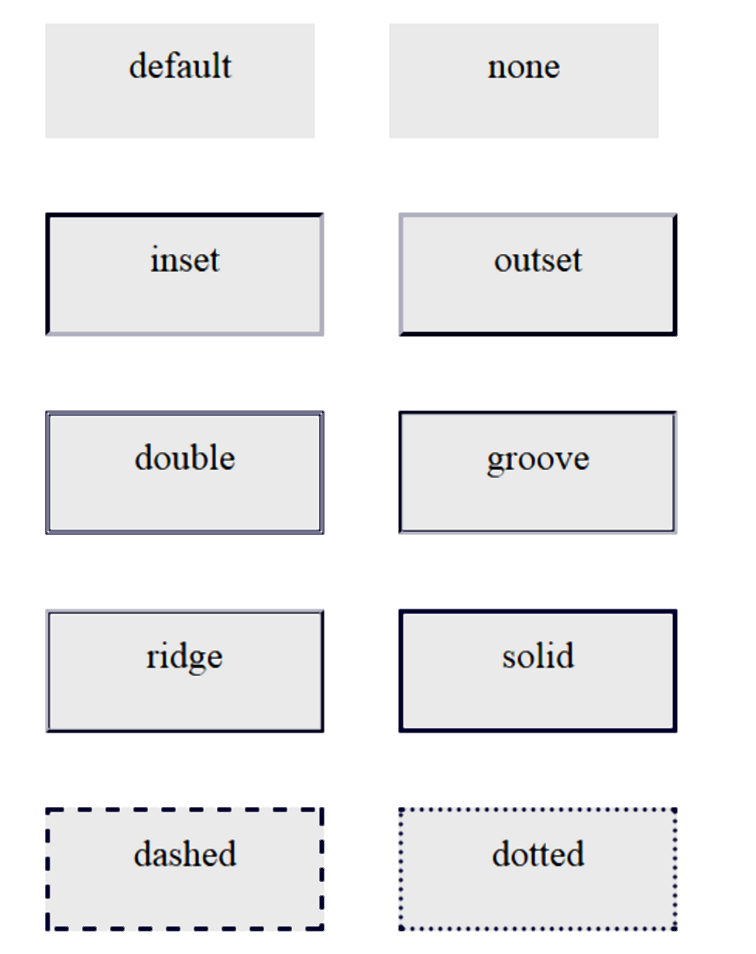 default
none
inset
outset
double
groove
ridge
solid
dashed
dotted